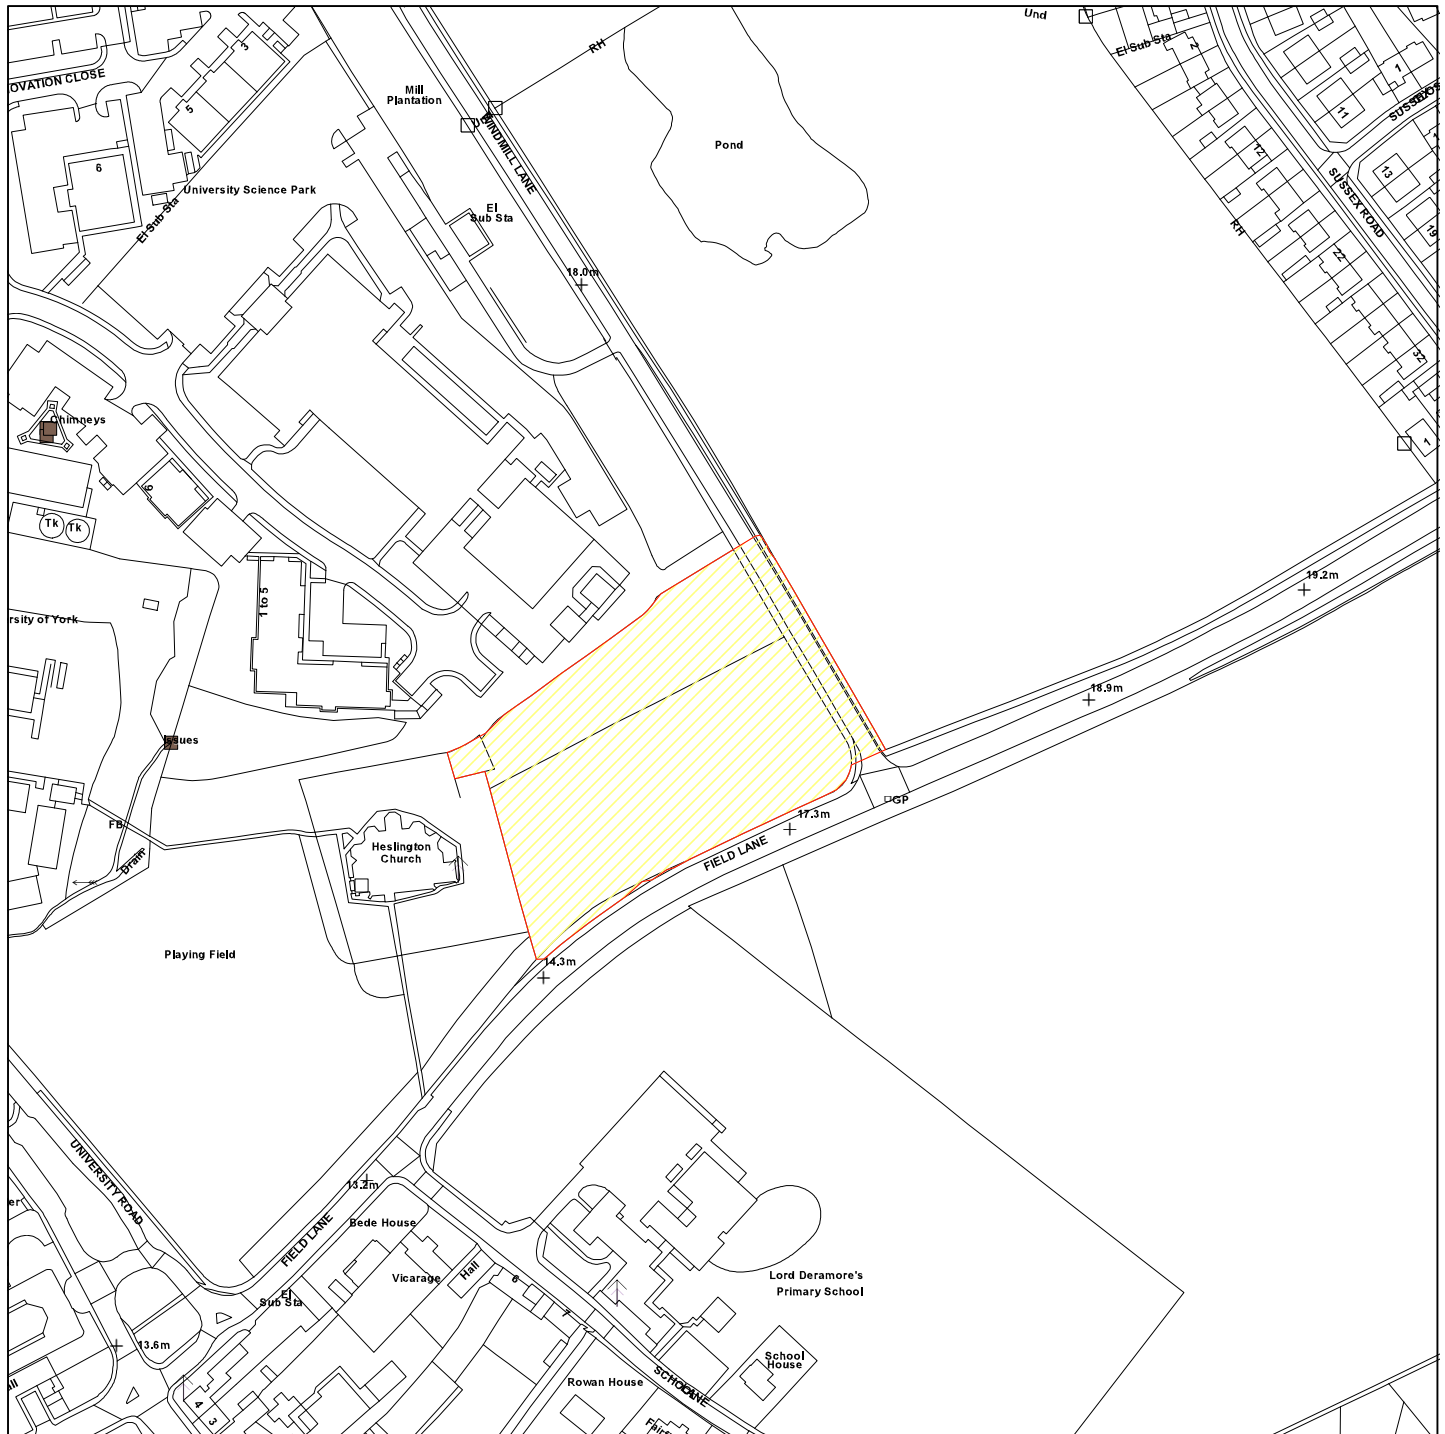 Und
El Sub Sta
2
1
RH
3
OVATION CLOSE
Mill
Plantation
5
11
WINDMILL LANE
Pond
12
6
13
University Science Park
SUSSEX ROAD
El
Sub Sta
El Sub Sta
RH
19
22
18.0m
32
Chimneys
1
9
Tk
Tk
19.2m
1 to 5
rsity of York
18.9m
Issues
GP
17.3m
FB
Heslington
Church
FIELD LANE
Drain
Playing Field
14.3m
UNIVERSITY ROAD
13.2m
er
Bede House
FIELD LANE
Vicarage
Hall
6
Lord Deramore's
Primary School
El
Sub Sta
7
13.6m
School
House
Rowan House
4
3